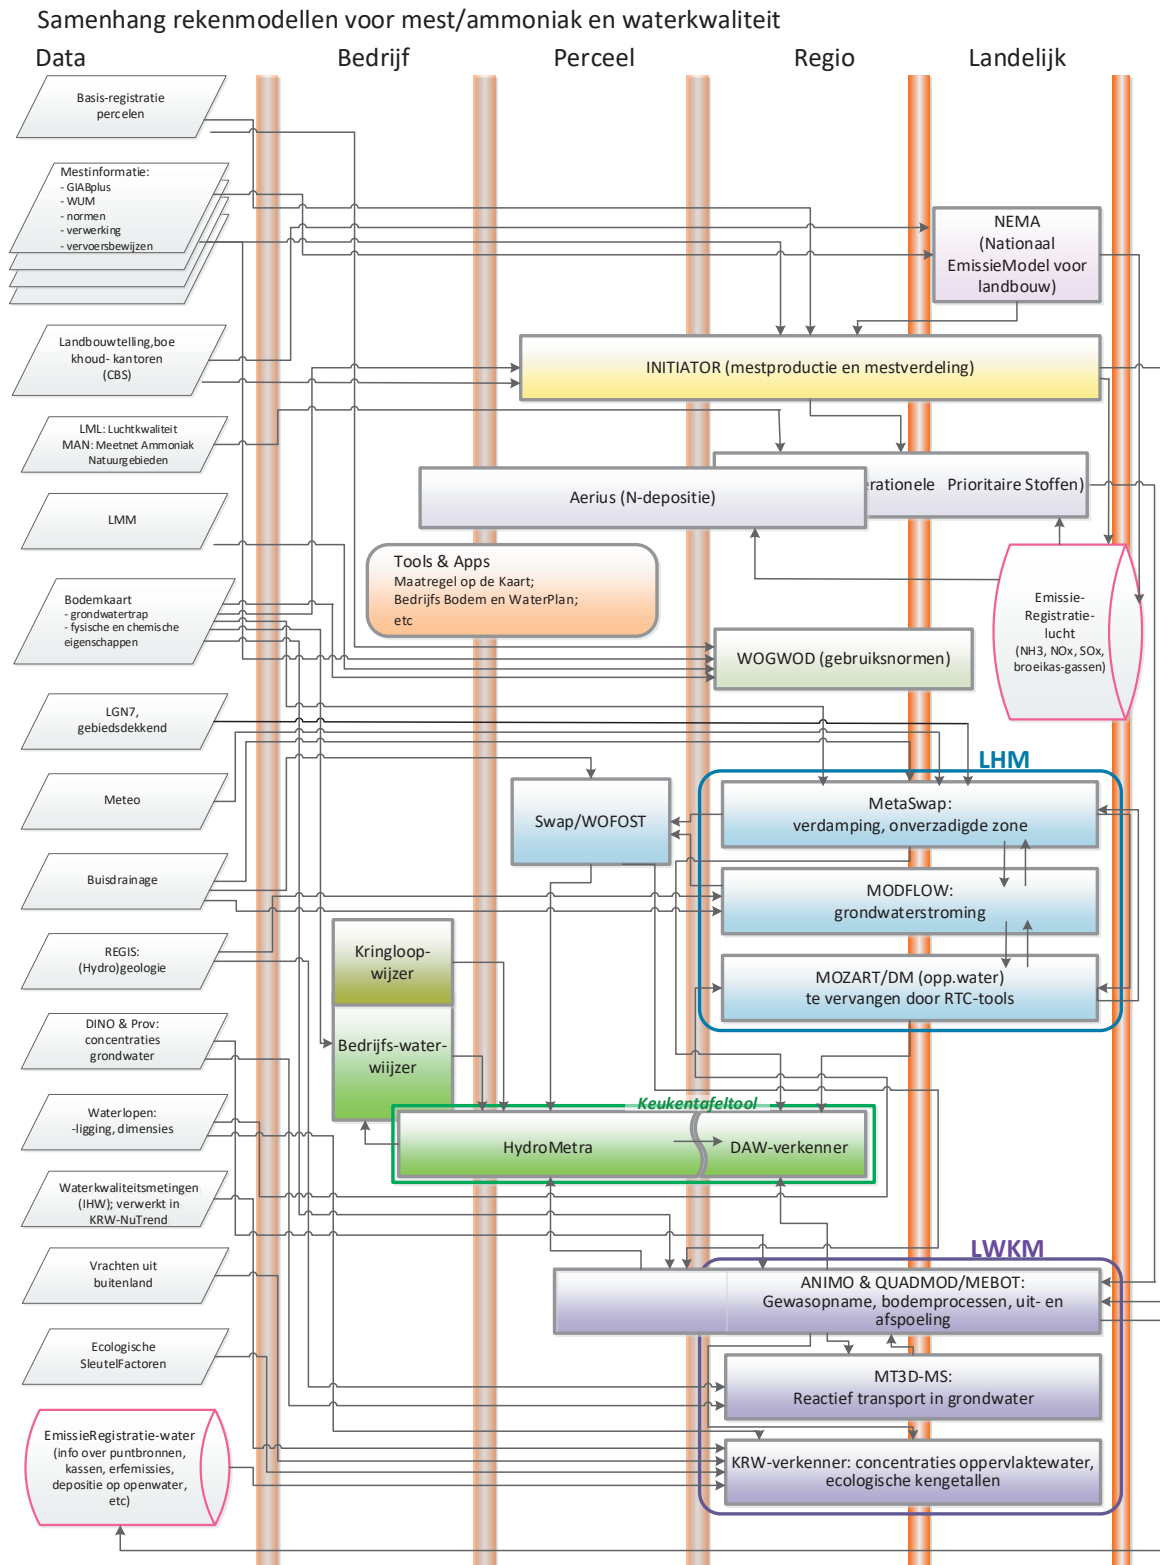 Samenhang rekenmodellen voor mest/ammoniak en waterkwaliteit
Data
Bedrijf
Perceel
Regio
Landelijk
Basis-registratie
percelen
Mestinformatie:
- GIABplus
- WUM
- normen
- verwerking
- vervoersbewijzen
NEMA
(Nationaal
EmissieModel voor
landbouw)
Landbouwtelling,boe
khoud- kantoren
(CBS)
INITIATOR (mestproductie en mestverdeling)
LML: Luchtkwaliteit
MAN: Meetnet Ammoniak
Natuurgebieden
Aerius (N-depositie)
erationele Prioritaire Stoffen)
LMM
Tools & Apps
Maatregel op de Kaart;
Bedrijfs Bodem en WaterPlan;
etc
Emissie-
Registratie-
lucht
(NH3, NOx, SOx,
broeikas-gassen)
Bodemkaart
- grondwatertrap
- fysische en chemische
eigenschappen
WOGWOD (gebruiksnormen)
LGN7,
gebiedsdekkend
LHM
Meteo
Swap/WOFOST
MetaSwap:
verdamping, onverzadigde zone
Buisdrainage
MODFLOW:
grondwaterstroming
REGIS:
(Hydro)geologie
Kringloop-
wijzer
MOZART/DM (opp.water)
te vervangen door RTC-tools
DINO & Prov:
concentraties
grondwater
Bedrijfs-water-
wiijzer
Waterlopen:
-ligging, dimensies
Keukentafeltool
HydroMetra
DAW-verkenner
Waterkwaliteitsmetingen
(IHW); verwerkt in
KRW-NuTrend
LWKM
Vrachten uit
buitenland
ANIMO & QUADMOD/MEBOT:
Gewasopname, bodemprocessen, uit- en
afspoeling
Ecologische
SleutelFactoren
MT3D-MS:
Reactief transport in grondwater
EmissieRegistratie-water
(info over puntbronnen,
kassen, erfemissies,
depositie op openwater,
etc)
KRW-verkenner: concentraties oppervlaktewater,
ecologische kengetallen